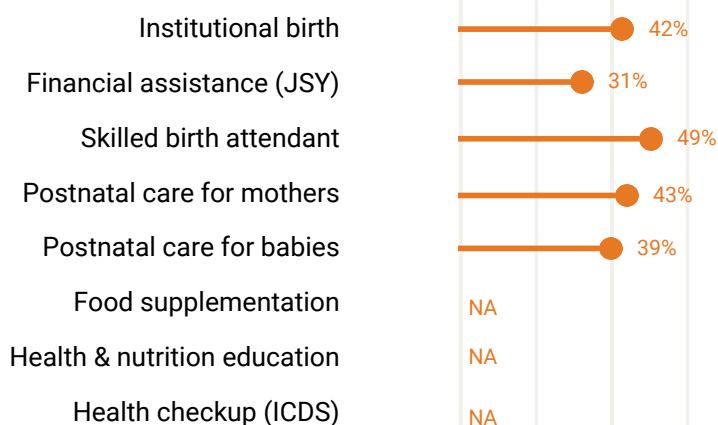 Institutional birth 42%
Financial assistance (JSY) 31%
Skilled birth attendant 49%
Postnatal care for mothers 43%
Postnatal care for babies 39%
Food supplementation NA
Health & nutrition education NA
Health checkup (ICDS) NA